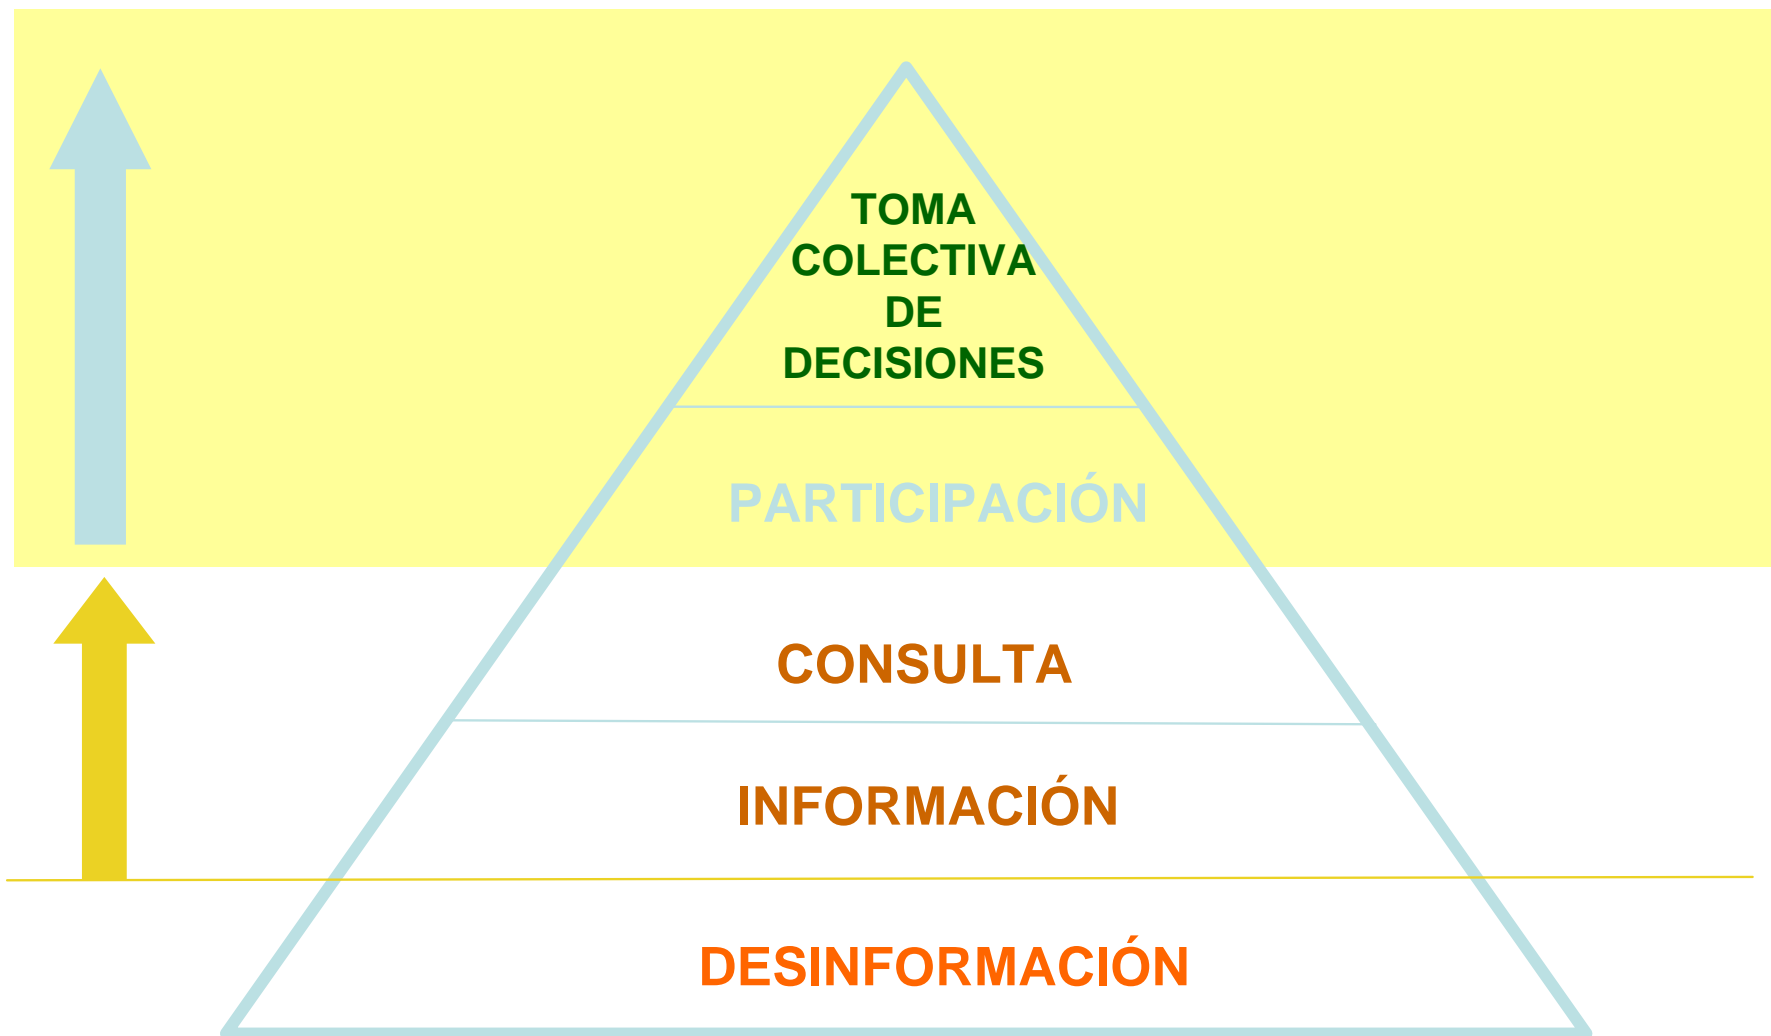 TOMA
COLECTIVA
DE
DECISIONES
PARTICIPACIÓN
CONSULTA
INFORMACIÓN
DESINFORMACIÓN